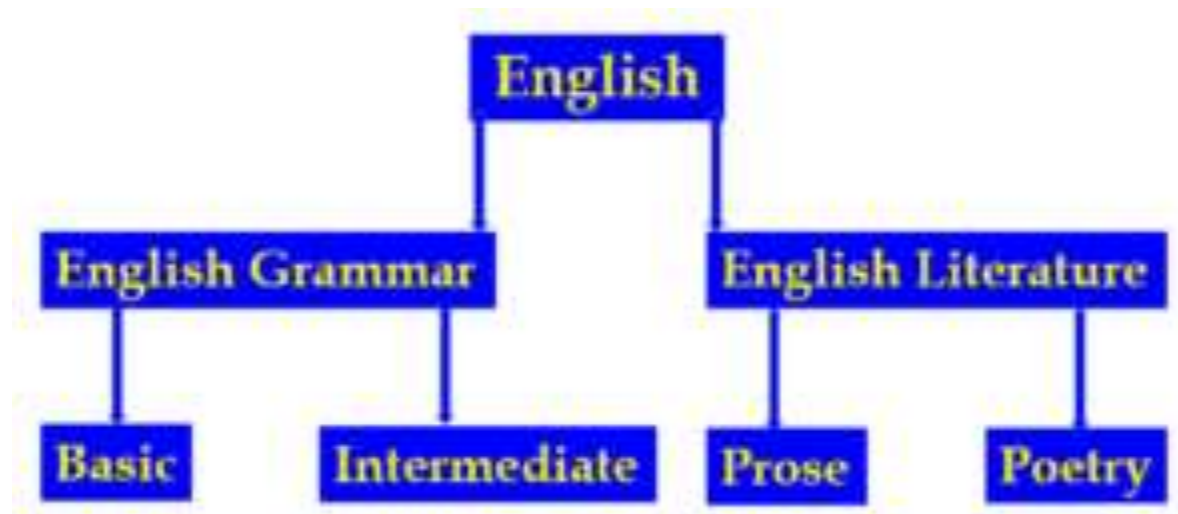 English
English Grammar
English Literature
Basic
Intermediate
Prose
Poetry